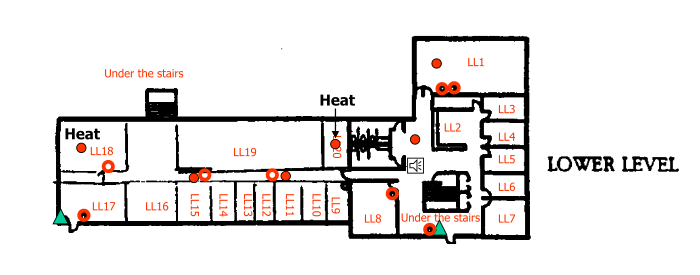 LL1
Under the stairs
Heat
LL3
LL2
Heat
LL4
LL18
LL19
LL20
LL5
LOWER LEVEL
LL6
LL17
LL16
LL15
LL14
LL13
LL12
LL11
LL10
LL9
LL8
Under the stairs
LL7